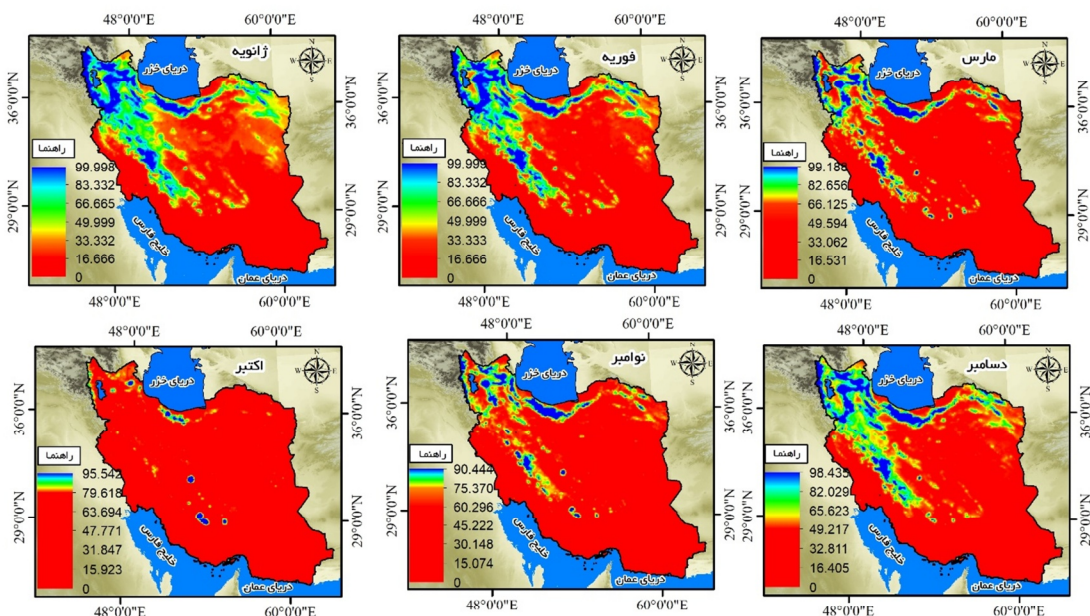 48°0'0"E 60°0'0"E
ژانویه
N
W E
S
دریای خزر
36°0'0"N
29°0'0"N
راهنما
99.998
83.332
66.665
49.999
33.332
16.666
0
خلیج فارس
دریای عمان
48°0'0"E 60°0'0"E
48°0'0"E 60°0'0"E
فوریه
N
W E
S
دریای خزر
36°0'0"N
29°0'0"N
راهنما
99.999
83.332
66.666
49.999
33.333
16.666
0
خلیج فارس
دریای عمان
48°0'0"E 60°0'0"E
48°0'0"E 60°0'0"E
مارس
N
W E
S
دریای خزر
36°0'0"N
29°0'0"N
راهنما
82.656
66.125
49.594
33.062
16.531
0
خلیج فارس
دریای عمان
48°0'0"E 60°0'0"E
48°0'0"E 60°0'0"E
اکتبر
N
W E
S
دریای خزر
36°0'0"N
29°0'0"N
راهنما
95.542
79.618
63.694
47.771
31.847
15.923
0
خلیج فارس
دریای عمان
48°0'0"E 60°0'0"E
48°0'0"E 60°0'0"E
نوامبر
N
W E
S
دریای خزر
36°0'0"N
29°0'0"N
راهنما
90.444
75.370
60.296
45.222
30.148
15.074
0
خلیج فارس
دریای عمان
48°0'0"E 60°0'0"E
48°0'0"E 60°0'0"E
دسامبر
N
W E
S
دریای خزر
36°0'0"N
29°0'0"N
راهنما
98.435
82.029
65.623
49.217
32.811
16.405
0
خلیج فارس
دریای عمان
48°0'0"E 60°0'0"E